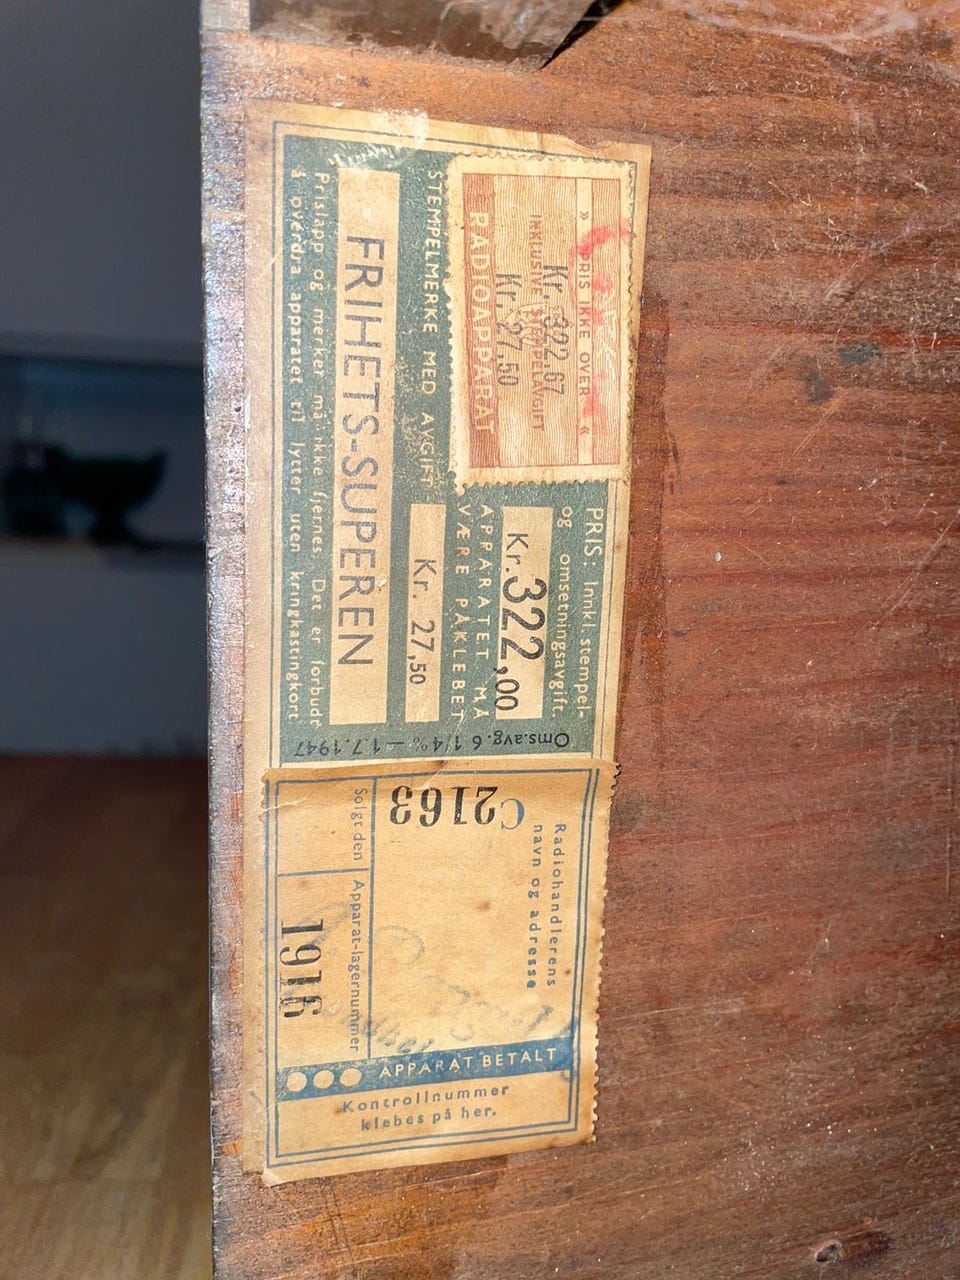 » PRIS IKKE OVER «
Kr. 322.07
INKLUSIVE STEMPELAVGIFT
Kr. 27,50
RADIOAPPARAT
PRIS: Innkl. stempel-
og omsetningsavgift.
Kr. 322,00
APPARATET MÅ
VÆRE PÅKLEBET
STEMPELMERKE MED AVGIFT
Kr. 27,50
FRIHETS-SUPEREN
Prislapp og merker må ikke fjernes. Det er forbudt
å overdra apparatet til lytter uten kringkastingkort
Oms.avg. 6 1/4% — 1.7.1947
Radiohandlerens
navn og adresse
C2163
Solgt den
Apparat-lagernummer
1916
APPARAT BETALT
Kontrollnummer
klebes på her.